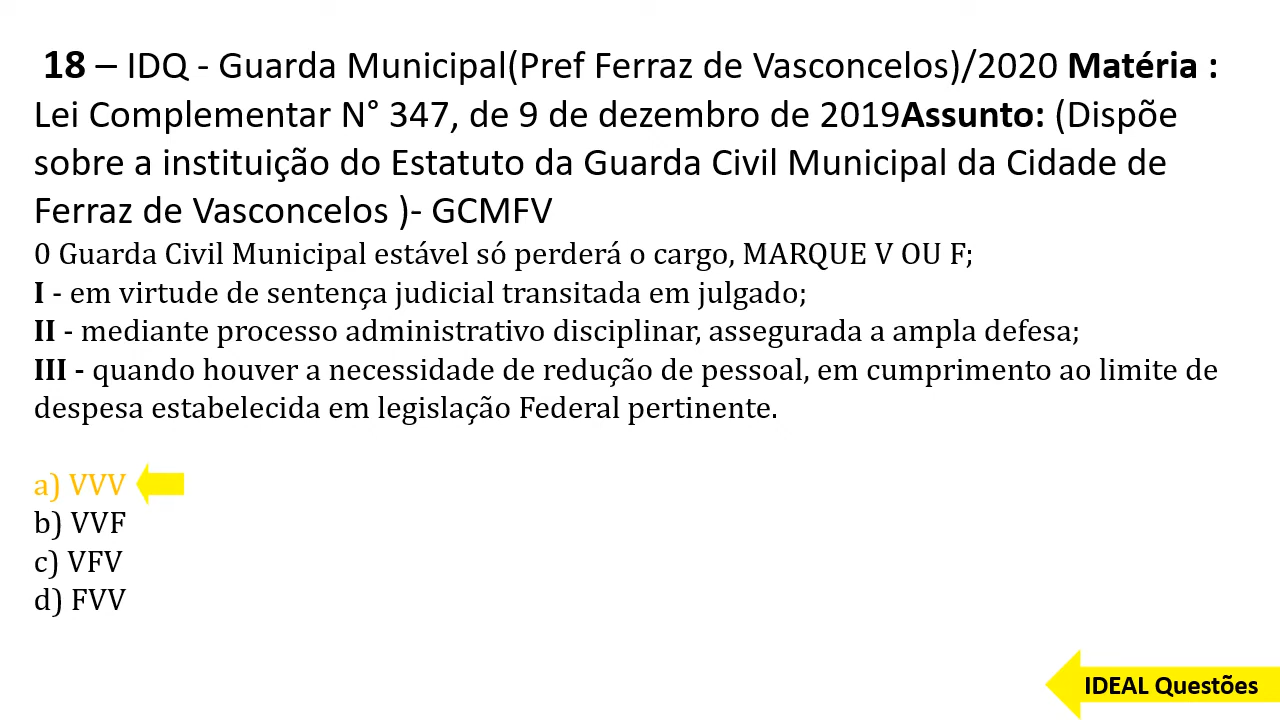 18 – IDQ - Guarda Municipal(Pref Ferraz de Vasconcelos)/2020 Matéria :
Lei Complementar N° 347, de 9 de dezembro de 2019Assunto: (Dispõe
sobre a instituição do Estatuto da Guarda Civil Municipal da Cidade de
Ferraz de Vasconcelos )- GCMFV
0 Guarda Civil Municipal estável só perderá o cargo, MARQUE V OU F;
I - em virtude de sentença judicial transitada em julgado;
II - mediante processo administrativo disciplinar, assegurada a ampla defesa;
III - quando houver a necessidade de redução de pessoal, em cumprimento ao limite de
despesa estabelecida em legislação Federal pertinente.
a) VVV
b) VVF
c) VFV
d) FVV
IDEAL Questões